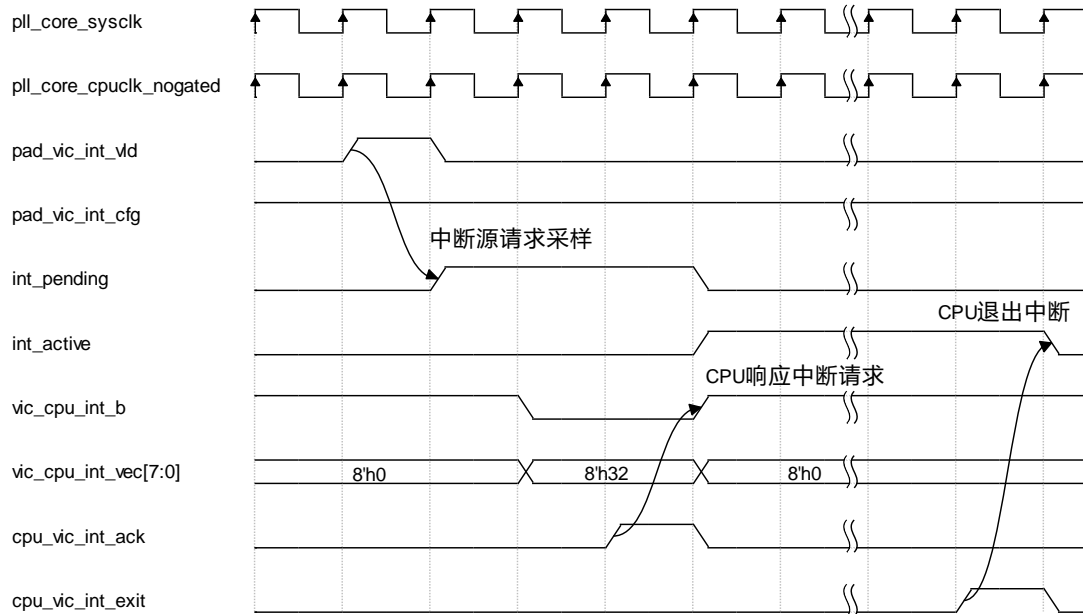 pll_core_sysclk
pll_core_cpuclk_nogated
pad_vic_int_vld
pad_vic_int_cfg
中断源请求采样
int_pending
CPU退出中断
int_active
CPU响应中断请求
vic_cpu_int_b
vic_cpu_int_vec[7:0] 8'h0 8'h32 8'h0
cpu_vic_int_ack
cpu_vic_int_exit